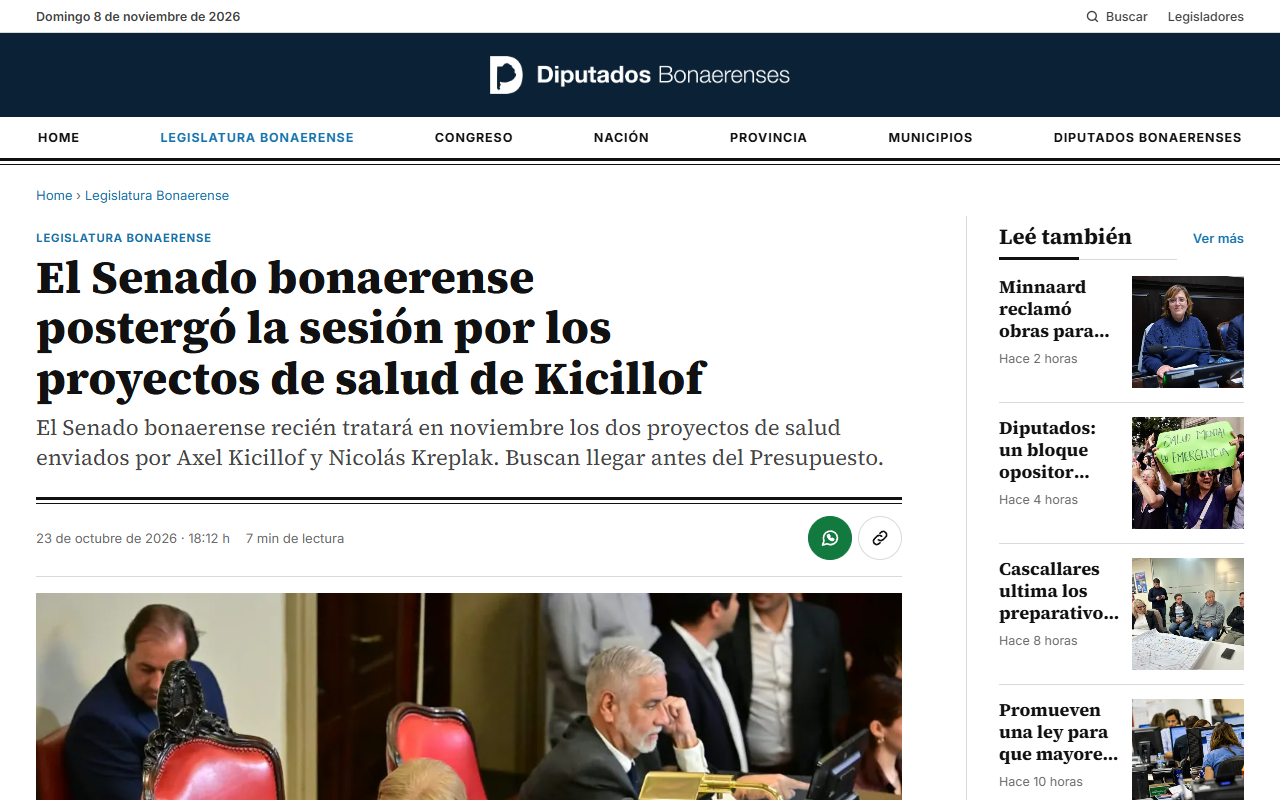 Domingo 8 de noviembre de 2026
Buscar
Legisladores
Diputados Bonaerenses
HOME
LEGISLATURA BONAERENSE
CONGRESO
NACIÓN
PROVINCIA
MUNICIPIOS
DIPUTADOS BONAERENSES
Home › Legislatura Bonaerense
LEGISLATURA BONAERENSE
El Senado bonaerense
postergó la sesión por los
proyectos de salud de Kicillof
El Senado bonaerense recién tratará en noviembre los dos proyectos de salud
enviados por Axel Kicillof y Nicolás Kreplak. Buscan llegar antes del Presupuesto.
23 de octubre de 2026 · 18:12 h
7 min de lectura
Leé también
Ver más
Minnaard
reclamó
obras para...
Hace 2 horas
Diputados:
un bloque
opositor...
Hace 4 horas
SALUD MENTAL
EN EMERGENCIA
Cascallares
ultima los
preparativo...
Hace 8 horas
Promueven
una ley para
que mayore...
Hace 10 horas